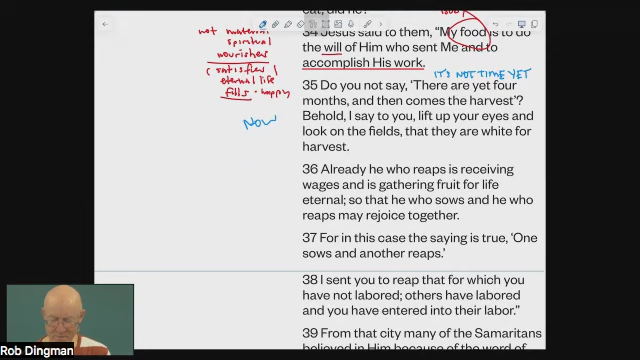 eat, did he?
food
34 Jesus said to them, "My food is to do
the will of Him who sent Me and to
accomplish His work.
not material
spiritual
nourishes
(satisfies)
eternal life
fills · happy
IT'S NOT TIME YET
NOW
35 Do you not say, 'There are yet four
months, and then comes the harvest'?
Behold, I say to you, lift up your eyes and
look on the fields, that they are white for
harvest.
36 Already he who reaps is receiving
wages and is gathering fruit for life
eternal; so that he who sows and he who
reaps may rejoice together.
37 For in this case the saying is true, 'One
sows and another reaps.'
38 I sent you to reap that for which you
have not labored; others have labored
and you have entered into their labor."
39 From that city many of the Samaritans
believed in Him because of the word of
Rob Dingman